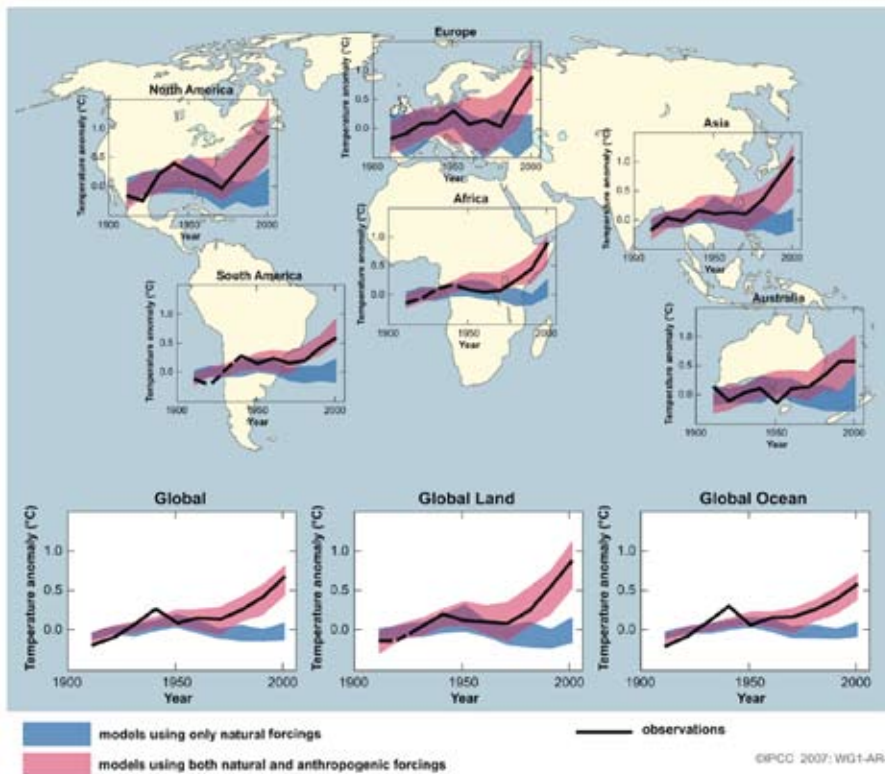 Europe
Temperature anomaly (°C)
1.0
0.5
0.0
1900
1950
2000
Year
North America
Temperature anomaly (°C)
1.0
0.5
0.0
1900
1950
2000
Year
Asia
Temperature anomaly (°C)
1.0
0.5
0.0
1900
1950
2000
Year
Africa
Temperature anomaly (°C)
1.0
0.5
0.0
1900
1950
2000
Year
South America
Temperature anomaly (°C)
1.0
0.5
0.0
1900
1950
2000
Year
Australia
Temperature anomaly (°C)
1.0
0.5
0.0
1900
1950
2000
Year
Global
Temperature anomaly (°C)
1.0
0.5
0.0
1900
1950
2000
Year
Global Land
Temperature anomaly (°C)
1.0
0.5
0.0
1900
1950
2000
Year
Global Ocean
Temperature anomaly (°C)
1.0
0.5
0.0
1900
1950
2000
Year
models using only natural forcings
observations
models using both natural and anthropogenic forcings
©IPCC 2007: WG1-AR